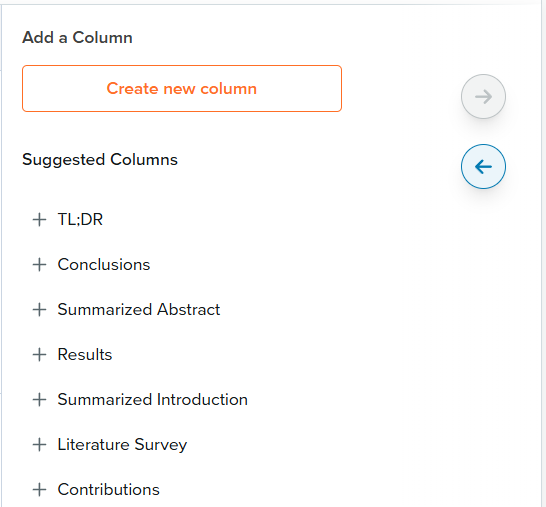 Add a Column
Create new column
Suggested Columns
TL;DR
Conclusions
Summarized Abstract
Results
Summarized Introduction
Literature Survey
Contributions